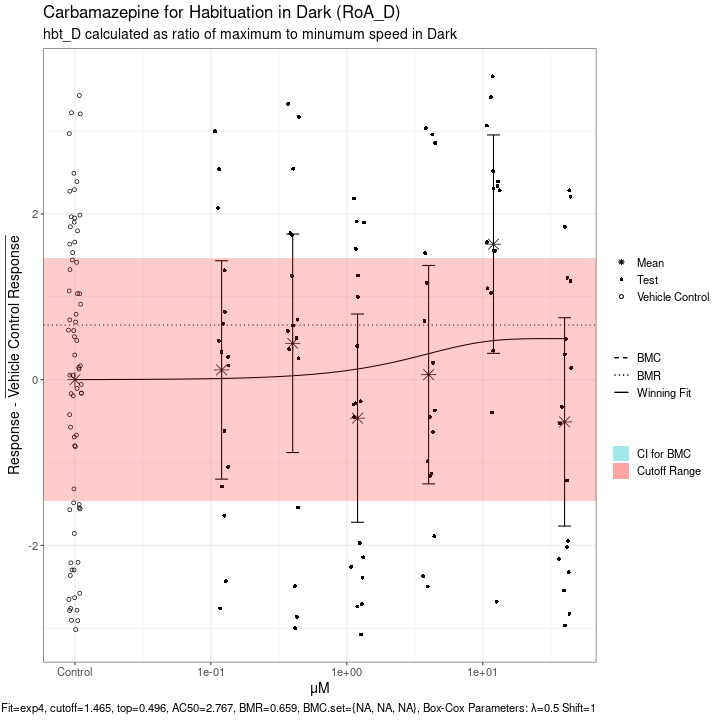 Carbamazepine for Habituation in Dark (RoA_D)
hbt_D calculated as ratio of maximum to minumum speed in Dark
Response - Vehicle Control Response
2
0
-2
Control
1e-01
1e+00
1e+01
µM
Mean
Test
Vehicle Control
BMC
BMR
Winning Fit
CI for BMC
Cutoff Range
Fit=exp4, cutoff=1.465, top=0.496, AC50=2.767, BMR=0.659, BMC.set={NA, NA, NA}, Box-Cox Parameters: λ=0.5 Shift=1